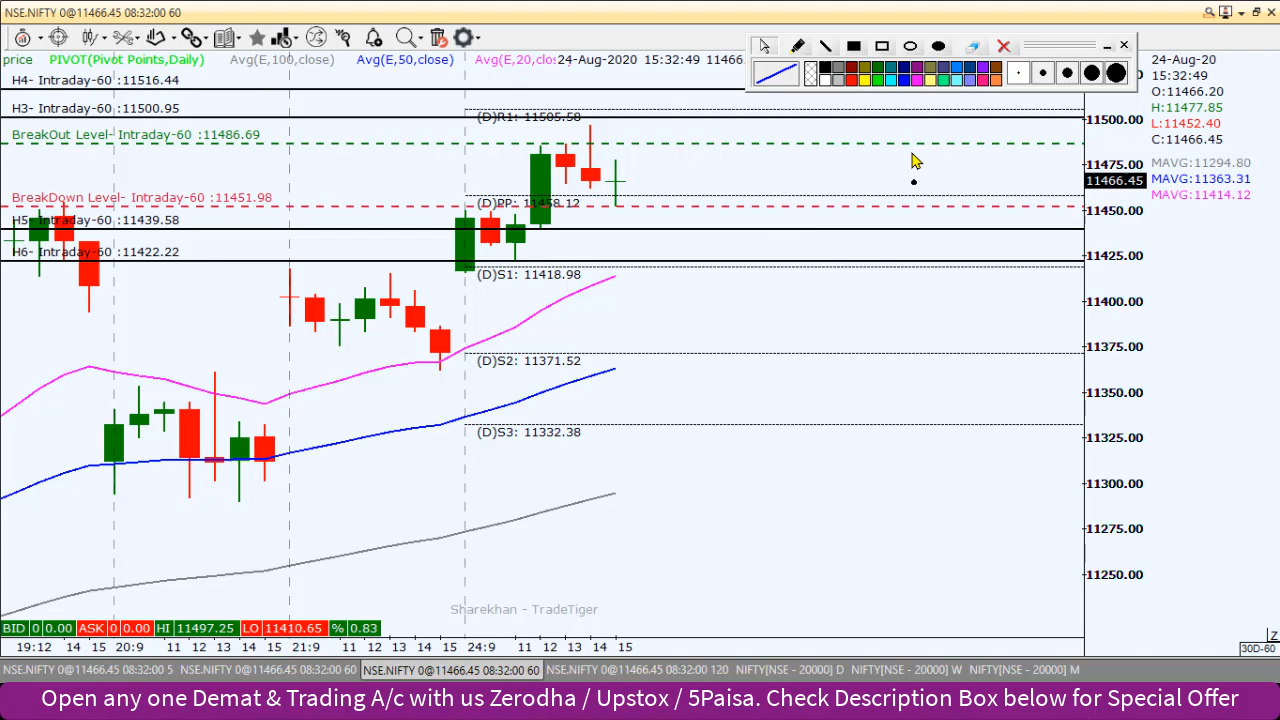 NSE.NIFTY 0@11466.45 08:32:00 60
price PIVOT(Pivot Points,Daily) Avg(E,100,close) Avg(E,50,close) Avg(E,20,clos 24-Aug-2020 15:32:49 11466.
24-Aug-20
15:32:49
O:11466.20
H:11477.85
L:11452.40
C:11466.45
MAVG:11294.80
MAVG:11363.31
MAVG:11414.12
H4- Intraday-60 :11516.44
H3- Intraday-60 :11500.95
(D)R1: 11505.58
BreakOut Level- Intraday-60 :11486.69
BreakDown Level- Intraday-60 :11451.98
(D)PP: 11458.12
H5- Intraday-60 :11439.58
H6- Intraday-60 :11422.22
(D)S1: 11418.98
(D)S2: 11371.52
(D)S3: 11332.38
11500.00
11475.00
11466.45
11450.00
11425.00
11400.00
11375.00
11350.00
11325.00
11300.00
11275.00
11250.00
Sharekhan - TradeTiger
BID 0 0.00 ASK 0 0.00 HI 11497.25 LO 11410.65 % 0.83
19:12 14 15 20:9 11 12 13 14 15 21:9 11 12 13 14 15 24:9 11 12 13 14 15
Z
30D-60
NSE.NIFTY 0@11466.45 08:32:00 5 NSE.NIFTY 0@11466.45 08:32:00 60 NSE.NIFTY 0@11466.45 08:32:00 60 NSE.NIFTY 0@11466.45 08:32:00 120 NIFTY[NSE - 20000] D NIFTY[NSE - 20000] W NIFTY[NSE - 20000] M
Open any one Demat & Trading A/c with us Zerodha / Upstox / 5Paisa. Check Description Box below for Special Offer